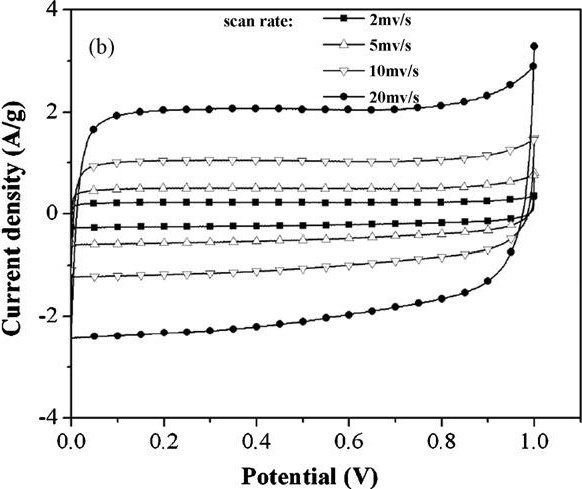 (b)
scan rate:
2mv/s
5mv/s
10mv/s
20mv/s
Current density (A/g)
4
2
0
-2
-4
0.0 0.2 0.4 0.6 0.8 1.0
Potential (V)